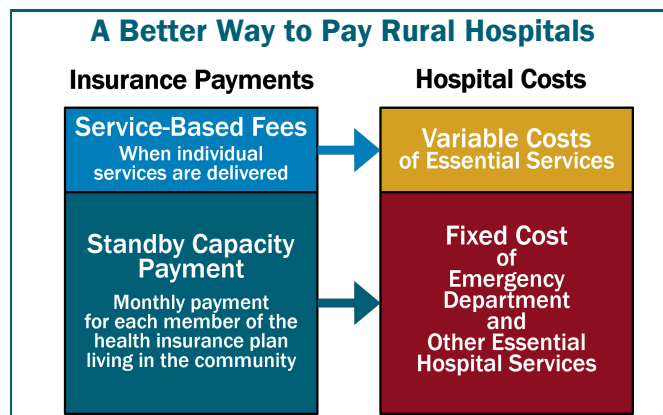 A Better Way to Pay Rural Hospitals
Insurance Payments
Hospital Costs
Service-Based Fees
When individual
services are delivered
Variable Costs
of Essential Services
Standby Capacity
Payment
Monthly payment
for each member of the
health insurance plan
living in the community
Fixed Cost
of
Emergency
Department
and
Other Essential
Hospital Services